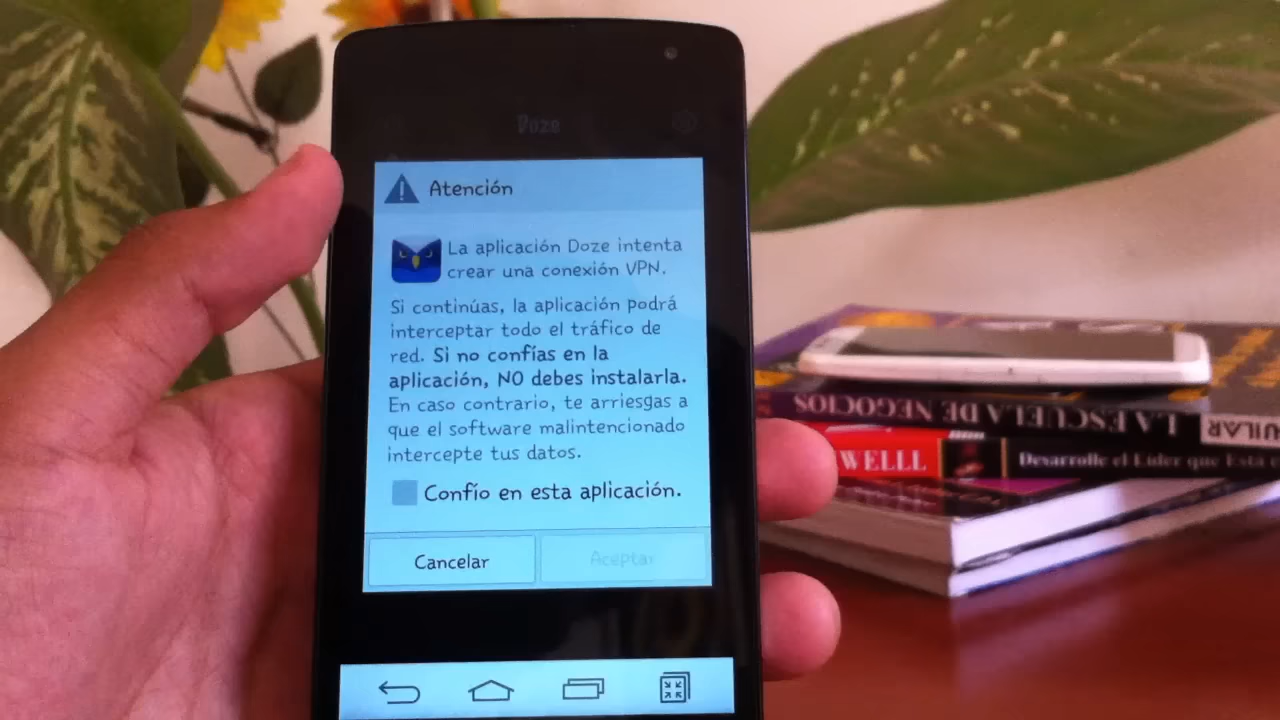 Doze
Atención
La aplicación Doze intenta
crear una conexión VPN.
Si continúas, la aplicación podrá
interceptar todo el tráfico de
red. Si no confías en la
aplicación, NO debes instalarla.
En caso contrario, te arriesgas a
que el software malintencionado
intercepte tus datos.
Confío en esta aplicación.
Cancelar
Aceptar
LA ESCUELA DE NEGOCIOS
UILAR
WELLL
Desarrolle el Líder que Está